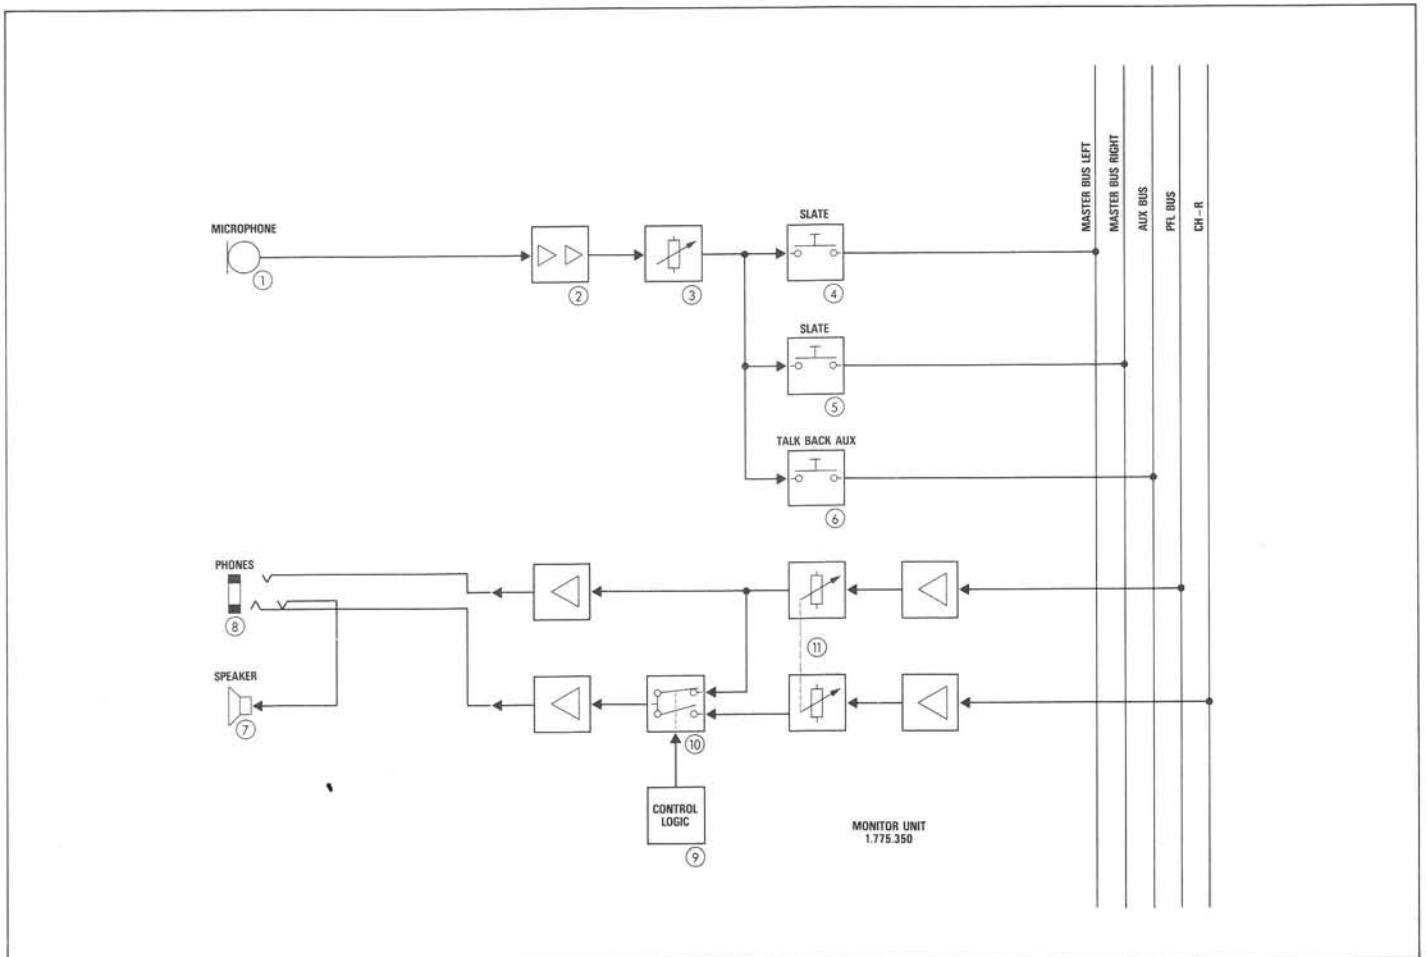 MASTER BUS LEFT
MASTER BUS RIGHT
AUX BUS
PFL BUS
CH – R
MICROPHONE
1
2
3
SLATE
4
SLATE
5
TALK BACK AUX
6
PHONES
8
11
SPEAKER
7
10
CONTROL
LOGIC
9
MONITOR UNIT
1.775.350